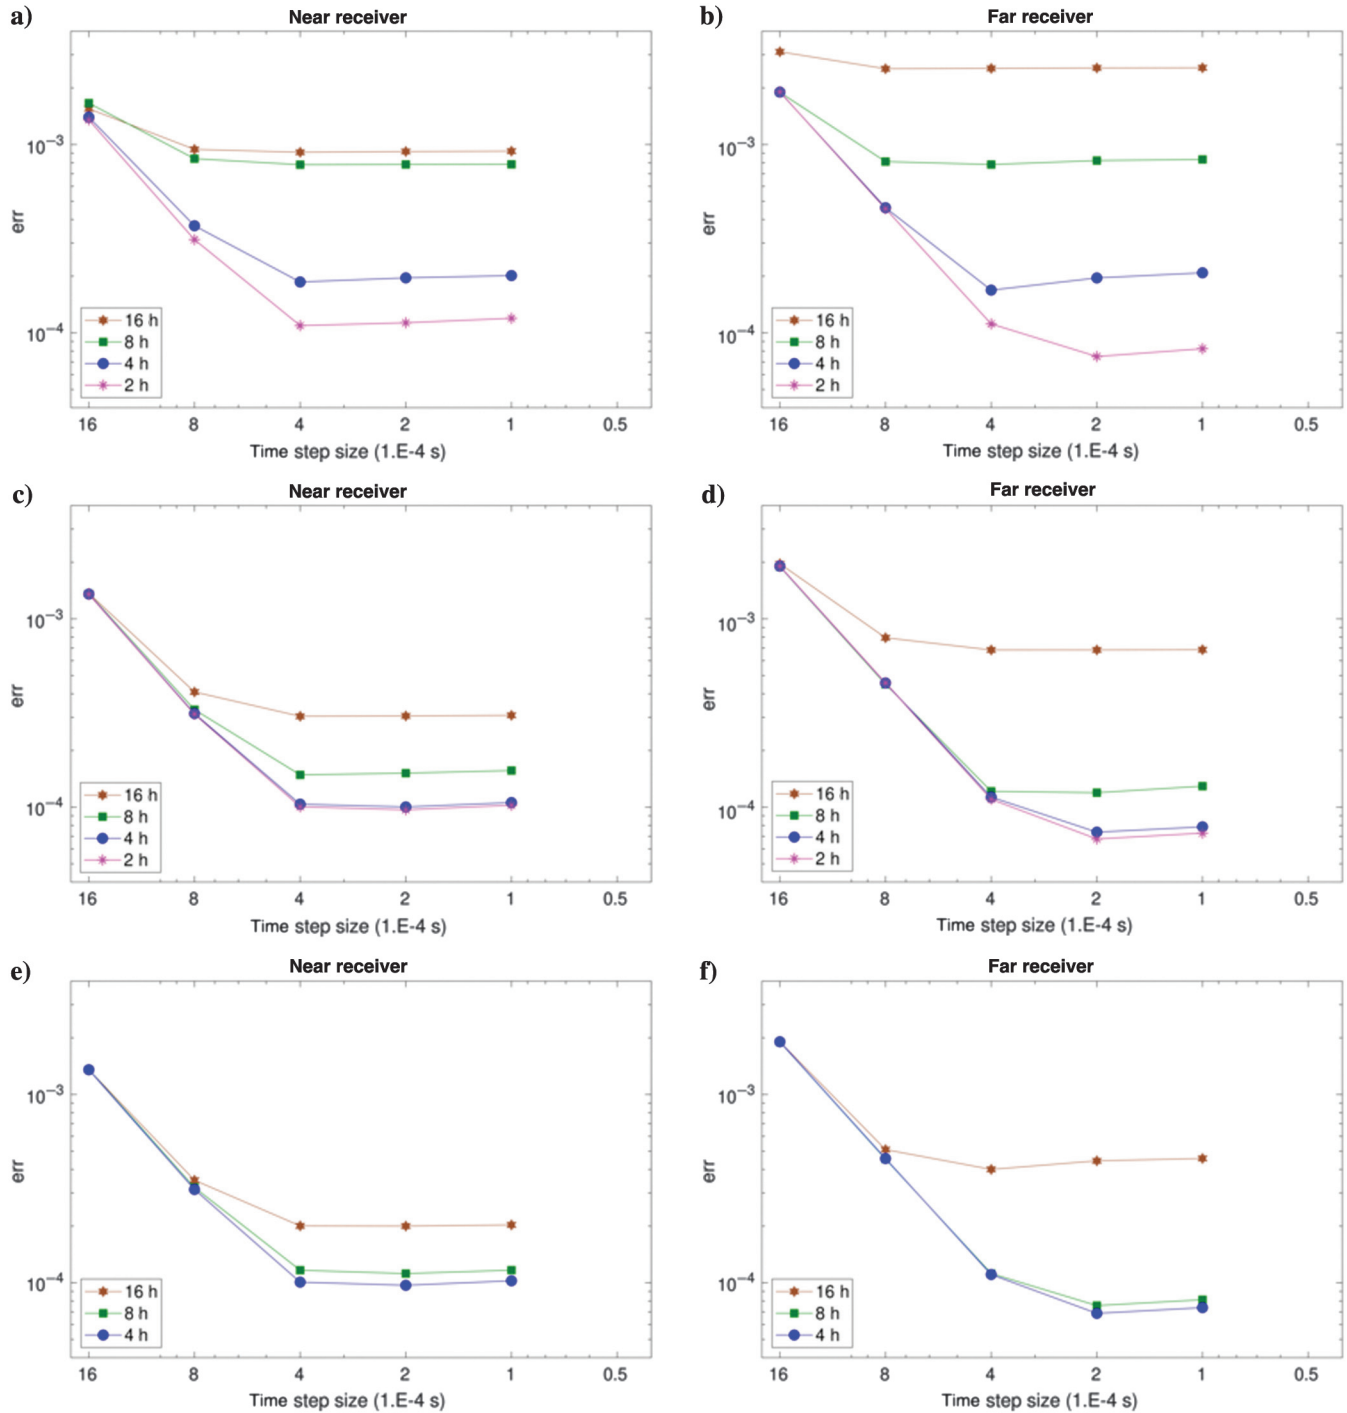 a)
Near receiver
10−3
10−4
err
16 h
8 h
4 h
2 h
16 8 4 2 1 0.5
Time step size (1.E-4 s)
b)
Far receiver
10−3
10−4
err
16 h
8 h
4 h
2 h
16 8 4 2 1 0.5
Time step size (1.E-4 s)
c)
Near receiver
10−3
10−4
err
16 h
8 h
4 h
2 h
16 8 4 2 1 0.5
Time step size (1.E-4 s)
d)
Far receiver
10−3
10−4
err
16 h
8 h
4 h
2 h
16 8 4 2 1 0.5
Time step size (1.E-4 s)
e)
Near receiver
10−3
10−4
err
16 h
8 h
4 h
16 8 4 2 1 0.5
Time step size (1.E-4 s)
f)
Far receiver
10−3
10−4
err
16 h
8 h
4 h
16 8 4 2 1 0.5
Time step size (1.E-4 s)